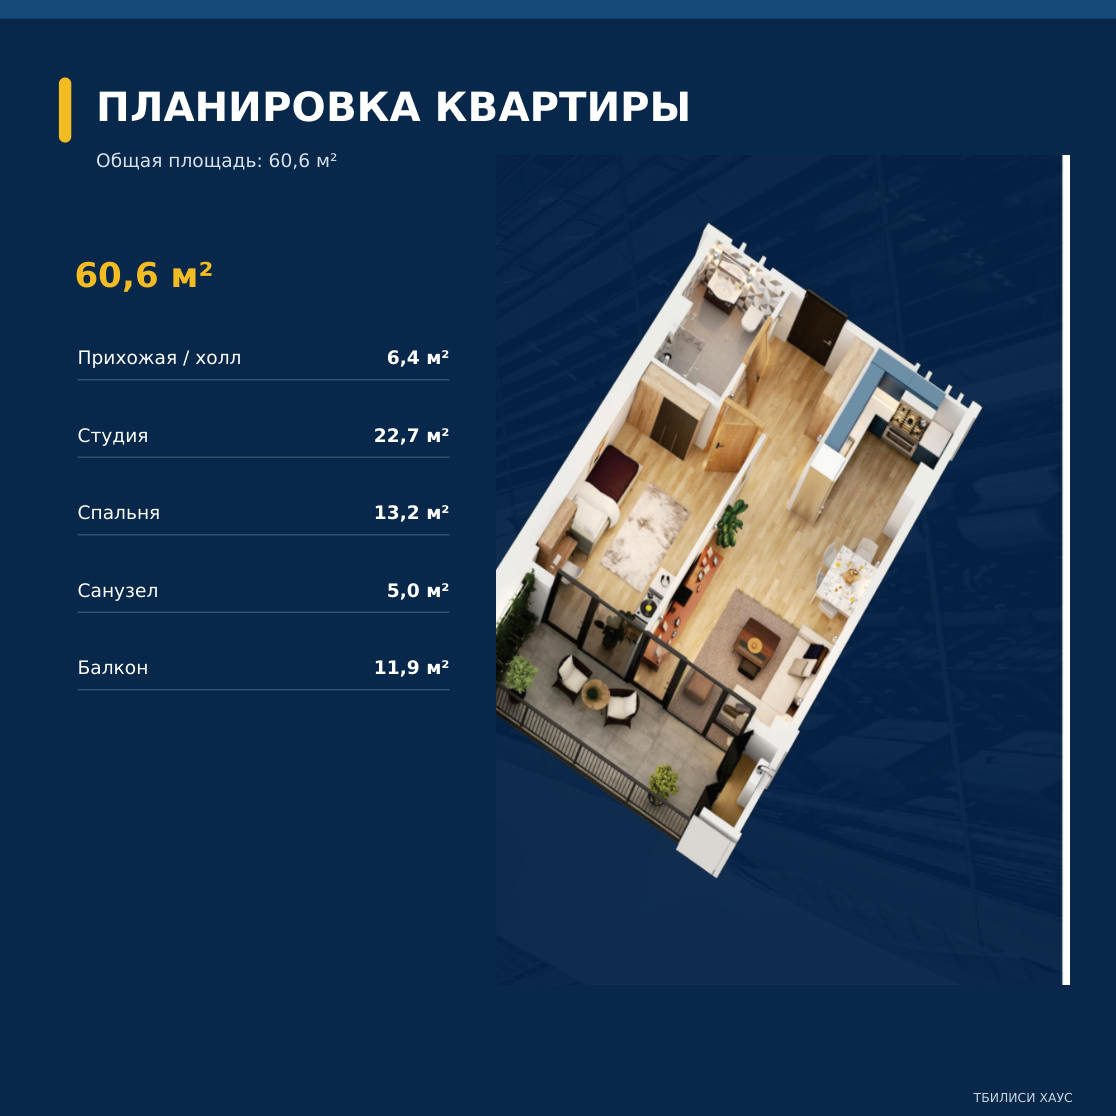 ПЛАНИРОВКА КВАРТИРЫ
Общая площадь: 60,6 м²
60,6 м²
Прихожая / холл 6,4 м²
Студия 22,7 м²
Спальня 13,2 м²
Санузел 5,0 м²
Балкон 11,9 м²
ТБИЛИСИ ХАУС